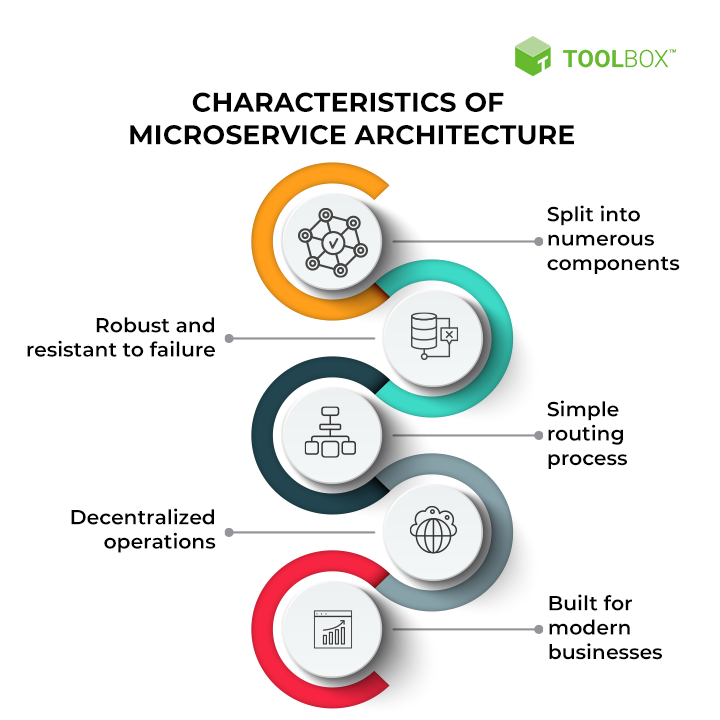 TOOLBOX™
CHARACTERISTICS OF
MICROSERVICE ARCHITECTURE
Split into
numerous
components
Robust and
resistant to failure
Simple
routing
process
Decentralized
operations
Built for
modern
businesses